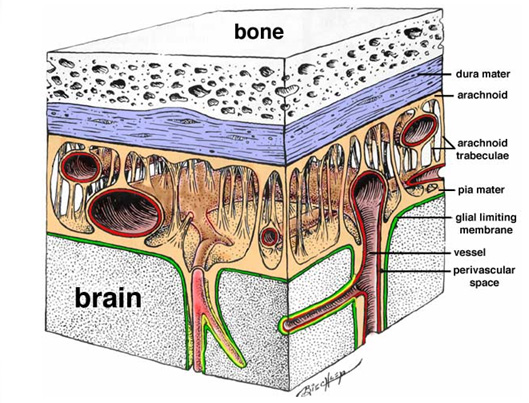 bone
dura mater
arachnoid
arachnoid
trabeculae
pia mater
glial limiting
membrane
vessel
perivascular
space
brain